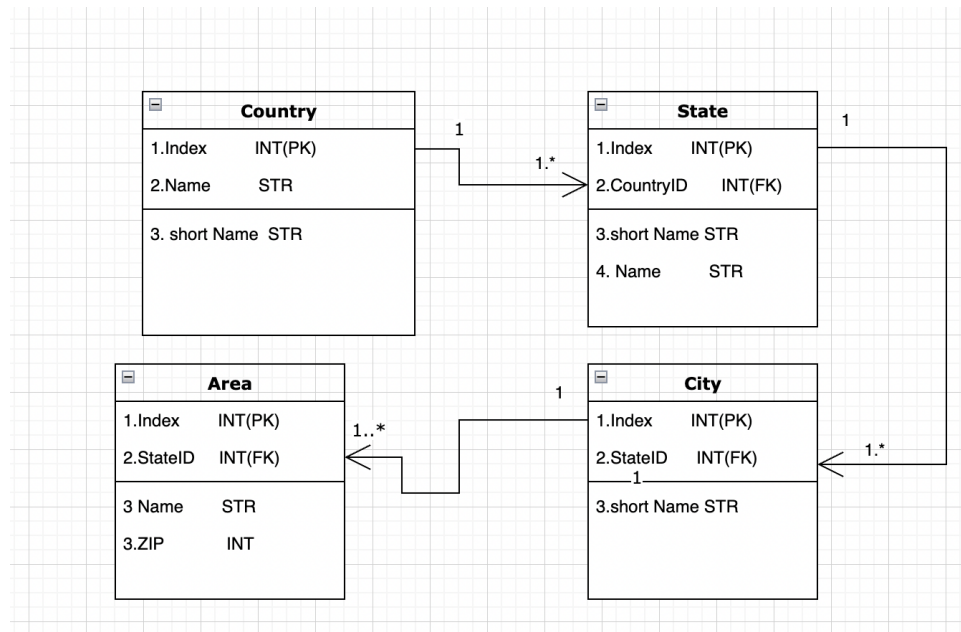 Country
1.Index INT(PK)
2.Name STR
3. short Name STR
1
1.*
State
1.Index INT(PK)
2.CountryID INT(FK)
3.short Name STR
4. Name STR
1
1.*
City
1.Index INT(PK)
2.StateID INT(FK)
1
3.short Name STR
1
1..*
Area
1.Index INT(PK)
2.StateID INT(FK)
3 Name STR
3.ZIP INT